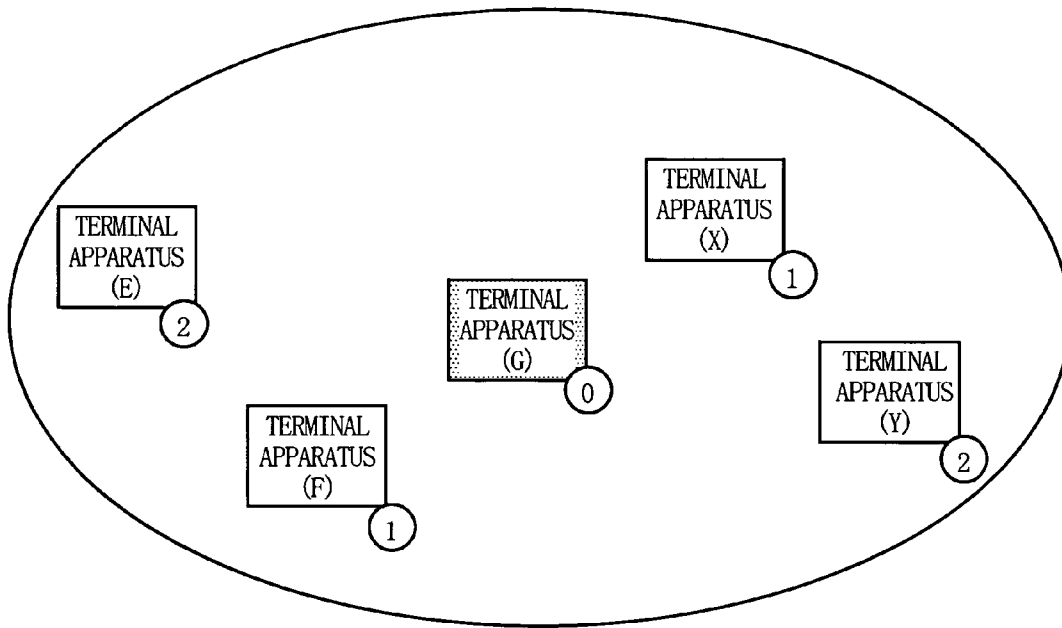 TERMINAL
APPARATUS
(E)
2
TERMINAL
APPARATUS
(F)
1
TERMINAL
APPARATUS
(G)
0
TERMINAL
APPARATUS
(X)
1
TERMINAL
APPARATUS
(Y)
2